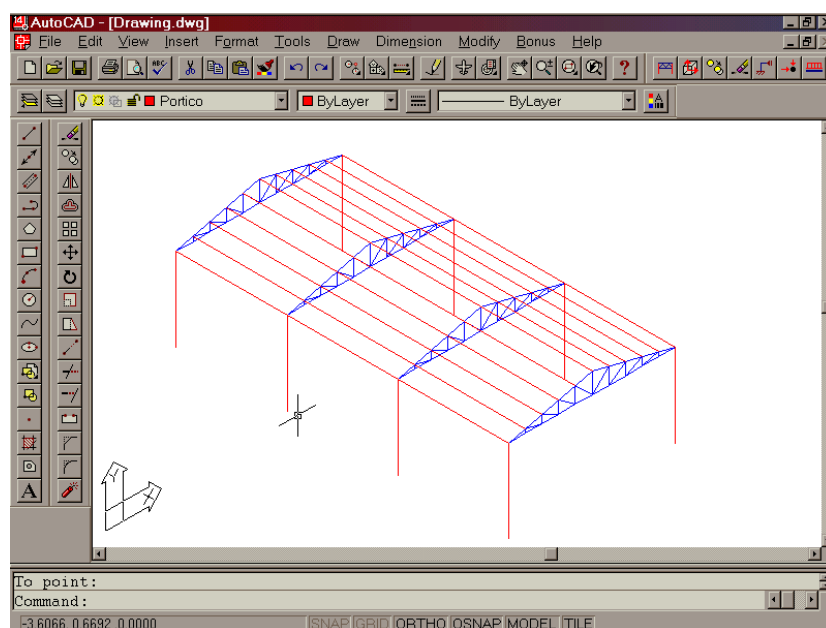 AutoCAD - [Drawing.dwg]
File Edit View Insert Format Tools Draw Dimension Modify Bonus Help
Portico ByLayer ByLayer
Y
X
A
To point:
Command:
-3.6066, 0.6692, 0.0000 SNAP GRID ORTHO OSNAP MODEL TILE